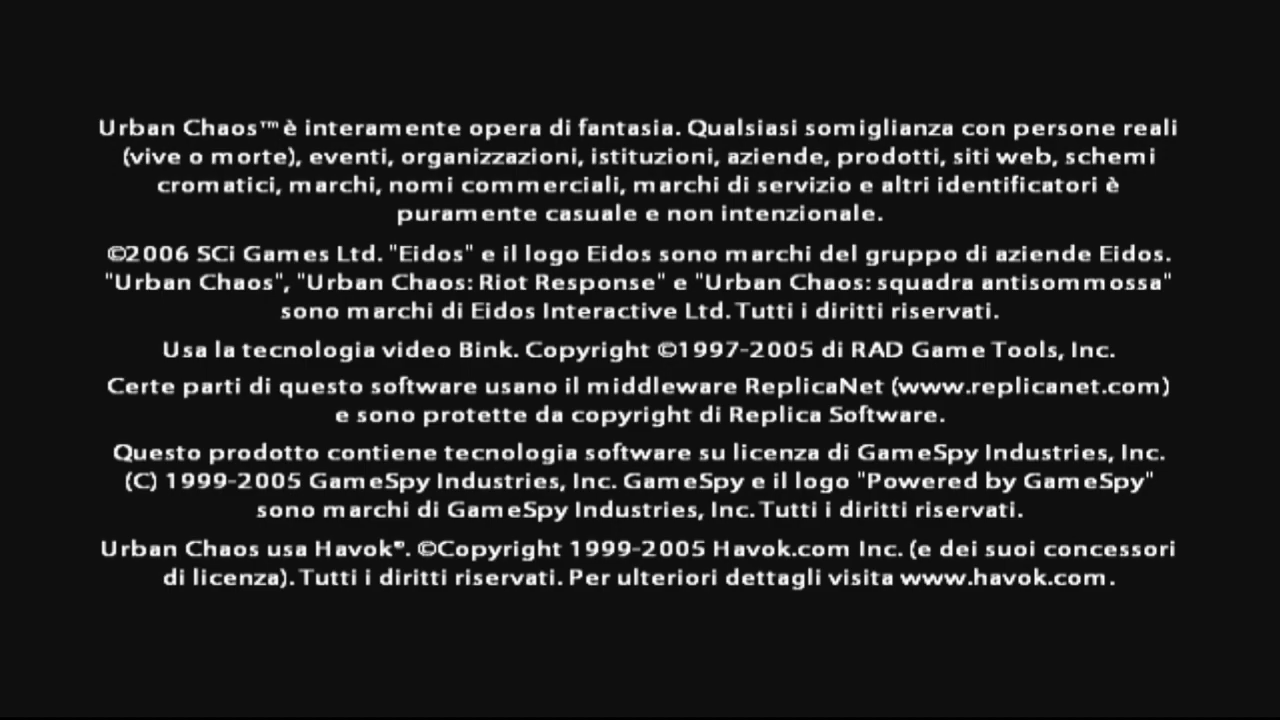 Urban Chaos™ è interamente opera di fantasia. Qualsiasi somiglianza con persone reali
(vive o morte), eventi, organizzazioni, istituzioni, aziende, prodotti, siti web, schemi
cromatici, marchi, nomi commerciali, marchi di servizio e altri identificatori è
puramente casuale e non intenzionale.
©2006 SCi Games Ltd. "Eidos" e il logo Eidos sono marchi del gruppo di aziende Eidos.
"Urban Chaos", "Urban Chaos: Riot Response" e "Urban Chaos: squadra antisommossa"
sono marchi di Eidos Interactive Ltd. Tutti i diritti riservati.
Usa la tecnologia video Bink. Copyright ©1997-2005 di RAD Game Tools, Inc.
Certe parti di questo software usano il middleware ReplicaNet (www.replicanet.com)
e sono protette da copyright di Replica Software.
Questo prodotto contiene tecnologia software su licenza di GameSpy Industries, Inc.
(C) 1999-2005 GameSpy Industries, Inc. GameSpy e il logo "Powered by GameSpy"
sono marchi di GameSpy Industries, Inc. Tutti i diritti riservati.
Urban Chaos usa Havok®. ©Copyright 1999-2005 Havok.com Inc. (e dei suoi concessori
di licenza). Tutti i diritti riservati. Per ulteriori dettagli visita www.havok.com.